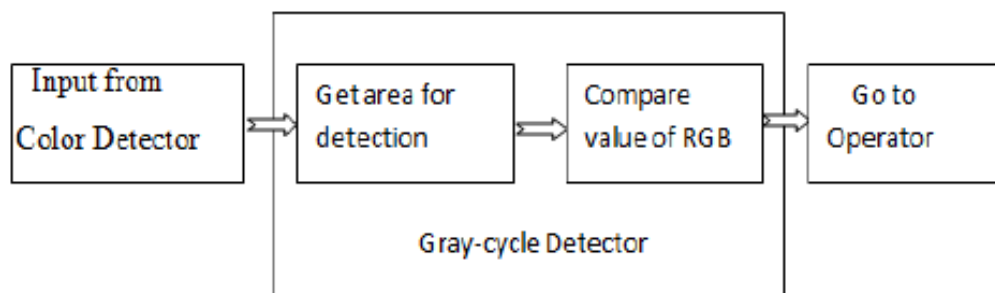 Input from
Color Detector
Get area for
detection
Compare
value of RGB
Go to
Operator
Gray-cycle Detector